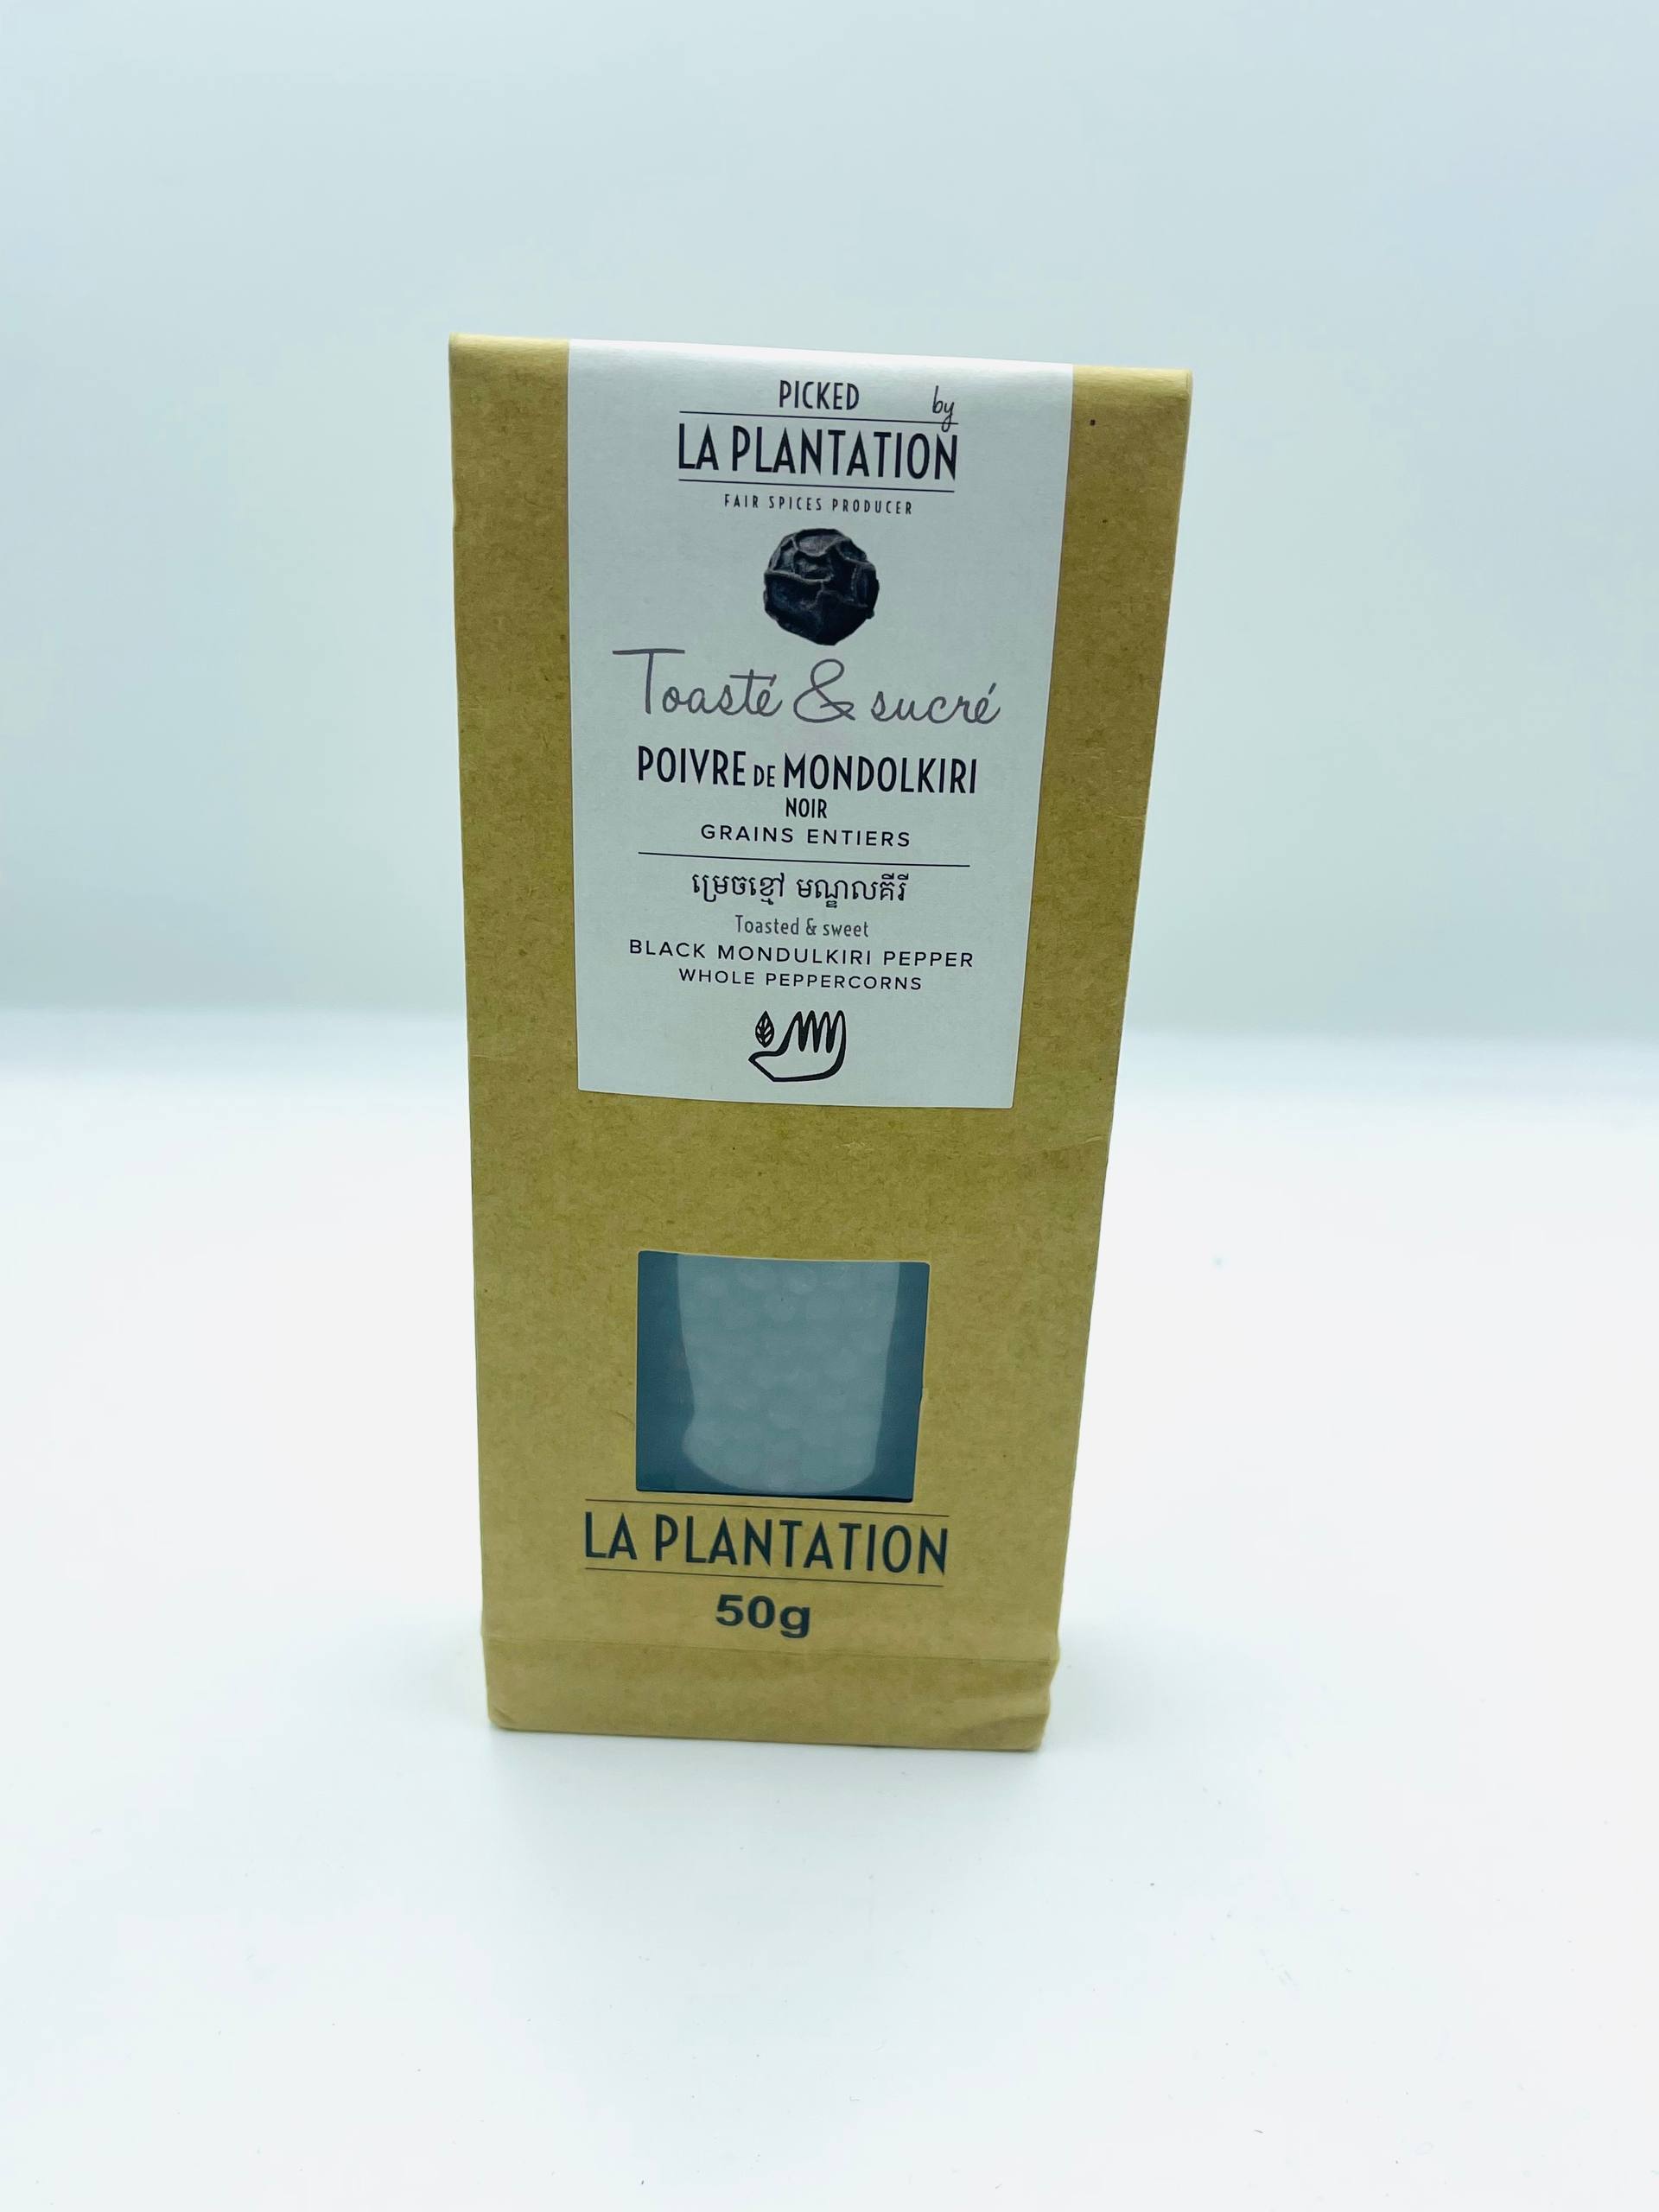 PICKED by
LA PLANTATION
FAIR SPICES PRODUCER
Toasté & sucré
POIVRE DE MONDOLKIRI
NOIR
GRAINS ENTIERS
ម្រេចខ្មៅ មណ្ឌលគីរី
Toasted & sweet
BLACK MONDULKIRI PEPPER
WHOLE PEPPERCORNS
LA PLANTATION
50g